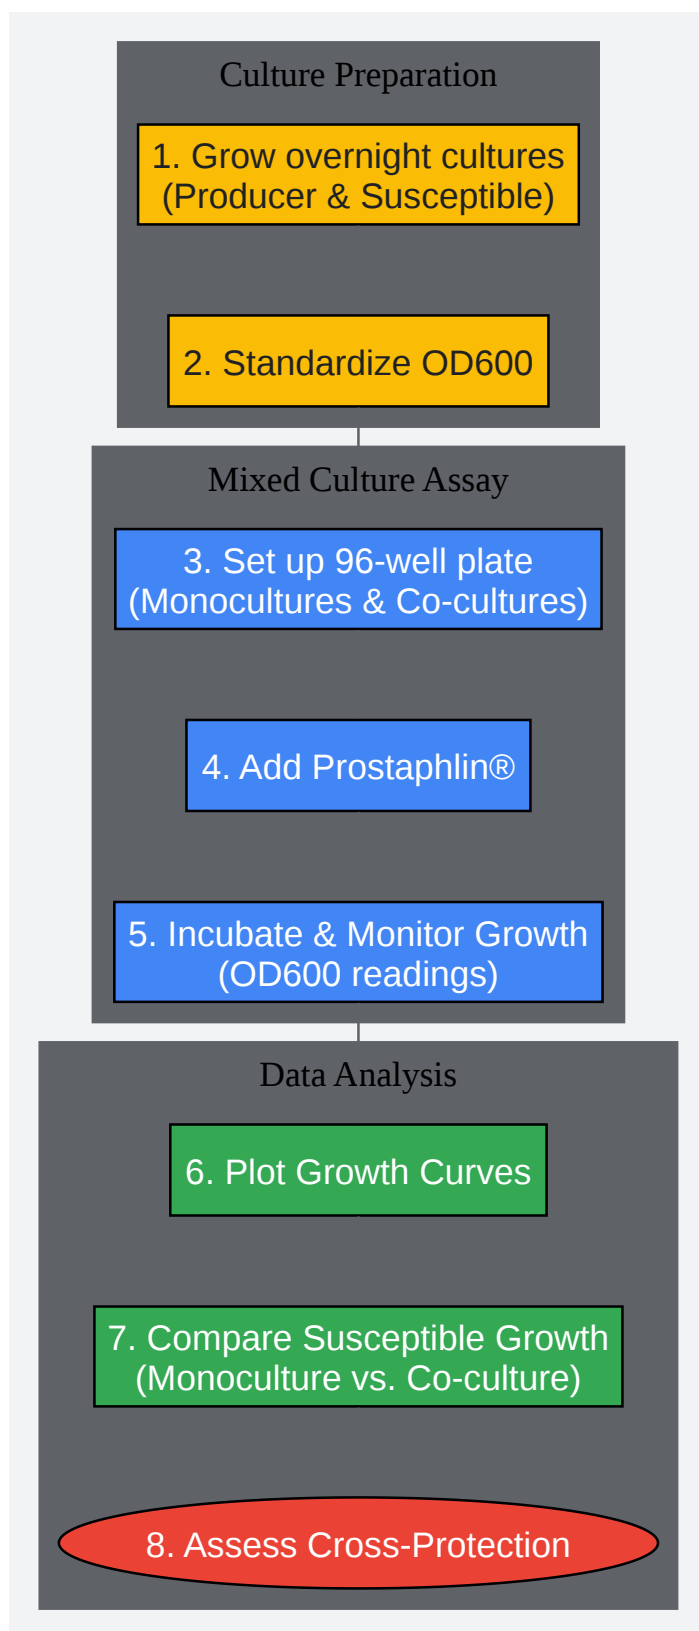 Culture Preparation
1. Grow overnight cultures
(Producer & Susceptible)
2. Standardize OD600
Mixed Culture Assay
3. Set up 96-well plate
(Monocultures & Co-cultures)
4. Add Prostaphlin®
5. Incubate & Monitor Growth
(OD600 readings)
Data Analysis
6. Plot Growth Curves
7. Compare Susceptible Growth
(Monoculture vs. Co-culture)
8. Assess Cross-Protection